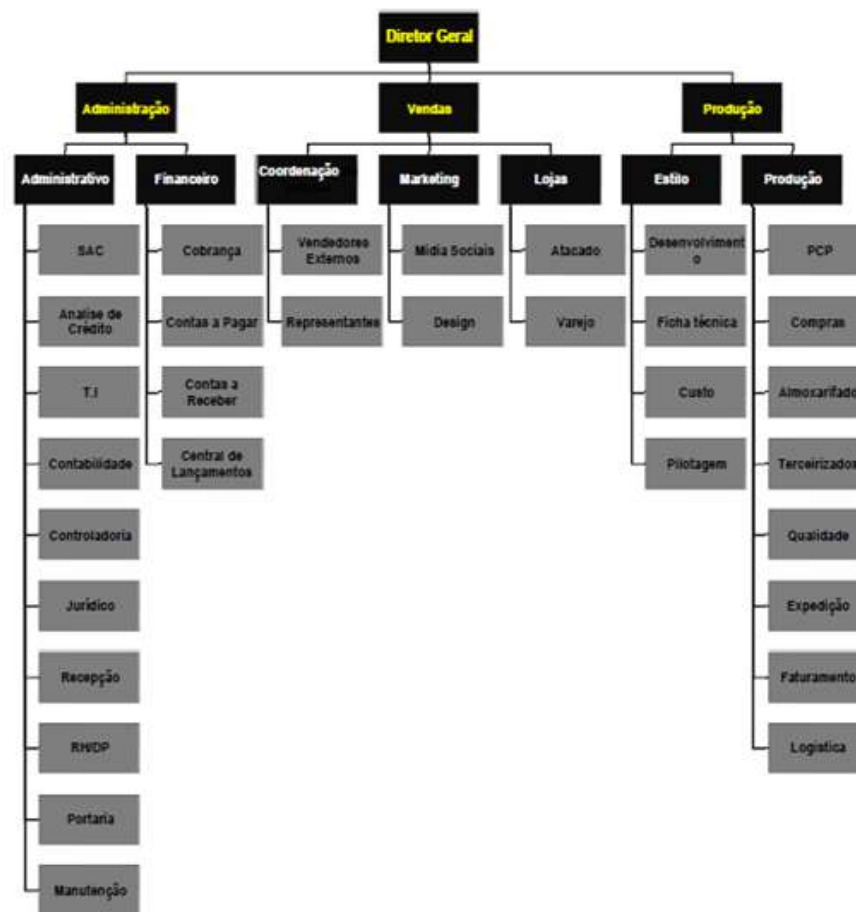 Diretor Geral
Administração
Vendas
Produção
Administrativo
Financeiro
Coordenação
Marketing
Lojas
Estilo
Produção
SAC
Cobrança
Vendedores
Externos
Mídia Sociais
Atacado
Desenvolviment
o
PCP
Analise de
Crédito
Contas a Pagar
Representantes
Design
Varejo
Ficha técnica
Compras
T.I
Contas a
Receber
Custo
Almoxarifado
Contabilidade
Central de
Lançamentos
Pilotagem
Terceirizados
Controladoria
Qualidade
Jurídico
Expedição
Recepção
Faturamento
RH/DP
Logística
Portaria
Manutenção